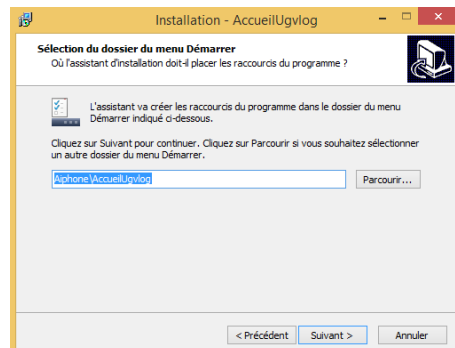 Installation - AccueilUgvlog
Sélection du dossier du menu Démarrer
Où l'assistant d'installation doit-il placer les raccourcis du programme ?
L'assistant va créer les raccourcis du programme dans le dossier du menu
Démarrer indiqué ci-dessous.
Cliquez sur Suivant pour continuer. Cliquez sur Parcourir si vous souhaitez sélectionner
un autre dossier du menu Démarrer.
Aiphone\AccueilUgvlog
Parcourir...
< Précédent Suivant > Annuler